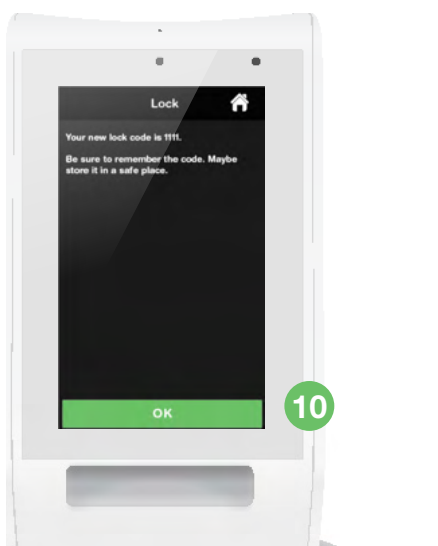 Lock
Your new lock code is 1111.
Be sure to remember the code. Maybe
store it in a safe place.
OK
10